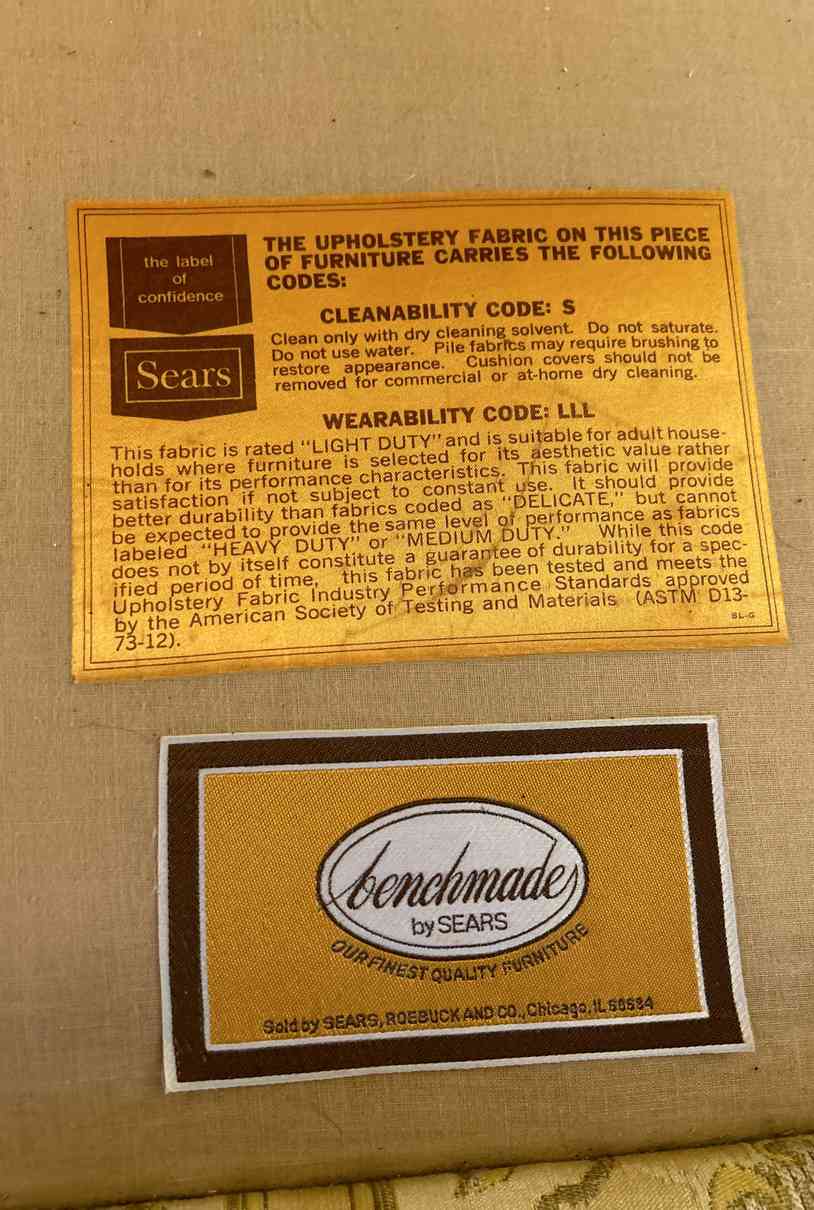 the label
of
confidence
Sears
THE UPHOLSTERY FABRIC ON THIS PIECE
OF FURNITURE CARRIES THE FOLLOWING
CODES:
CLEANABILITY CODE: S
Clean only with dry cleaning solvent. Do not saturate.
Do not use water. Pile fabrics may require brushing to
restore appearance. Cushion covers should not be
removed for commercial or at-home dry cleaning.
WEARABILITY CODE: LLL
This fabric is rated "LIGHT DUTY" and is suitable for adult house-
holds where furniture is selected for its aesthetic value rather
than for its performance characteristics. This fabric will provide
satisfaction if not subject to constant use. It should provide
better durability than fabrics coded as "DELICATE," but cannot
be expected to provide the same level of performance as fabrics
labeled "HEAVY DUTY" or "MEDIUM DUTY." While this code
does not by itself constitute a guarantee of durability for a spec-
ified period of time, this fabric has been tested and meets the
Upholstery Fabric Industry Performance Standards approved
by the American Society of Testing and Materials (ASTM D13-
73-12).
BL-G
benchmade
by SEARS
OUR FINEST QUALITY FURNITURE
Sold by SEARS, ROEBUCK AND CO., Chicago, IL 60684